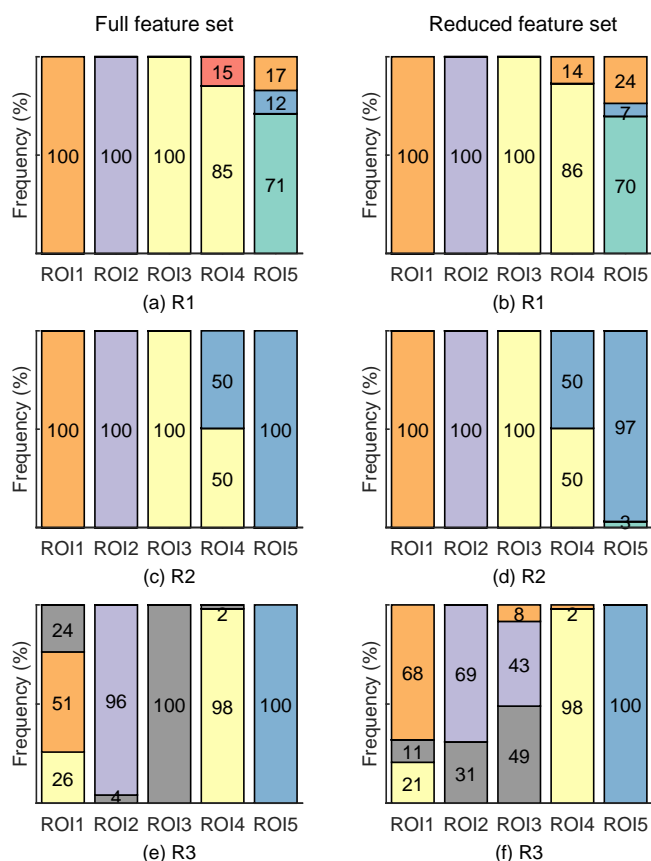 Full feature set
Reduced feature set
Frequency (%)
100 100 100 15 85 17 12 71
ROI1 ROI2 ROI3 ROI4 ROI5
(a) R1
Frequency (%)
100 100 100 14 86 24 7 70
ROI1 ROI2 ROI3 ROI4 ROI5
(b) R1
Frequency (%)
100 100 100 50 50 100
ROI1 ROI2 ROI3 ROI4 ROI5
(c) R2
Frequency (%)
100 100 100 50 50 97 3
ROI1 ROI2 ROI3 ROI4 ROI5
(d) R2
Frequency (%)
24 51 26 96 4 100 2 98 100
ROI1 ROI2 ROI3 ROI4 ROI5
(e) R3
Frequency (%)
68 11 21 69 31 8 43 49 2 98 100
ROI1 ROI2 ROI3 ROI4 ROI5
(f) R3